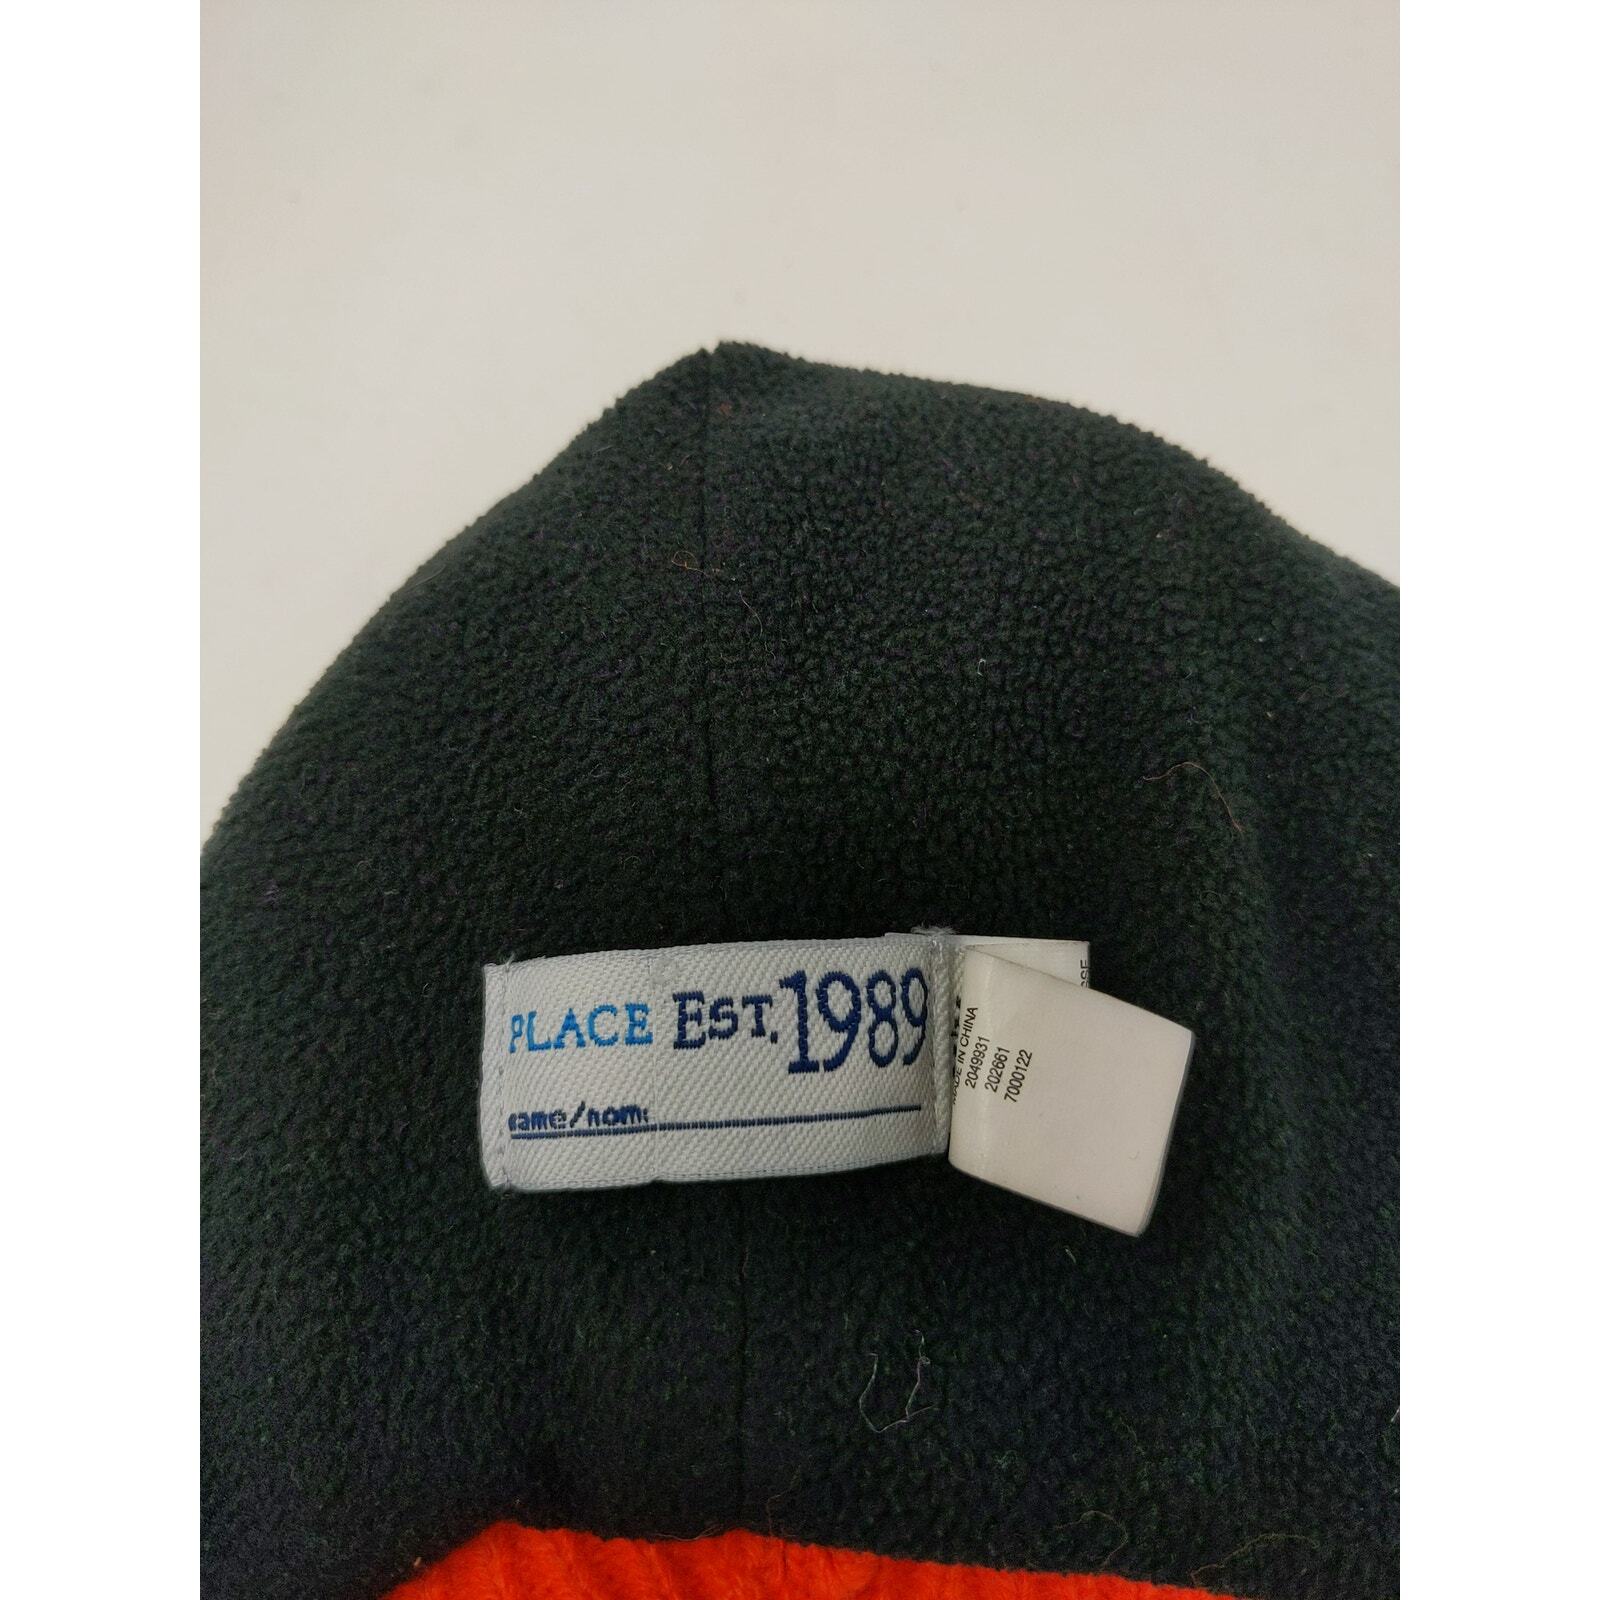 PLACE EST. 1989
name/nom:
MADE IN CHINA
2049931
202661
7000122